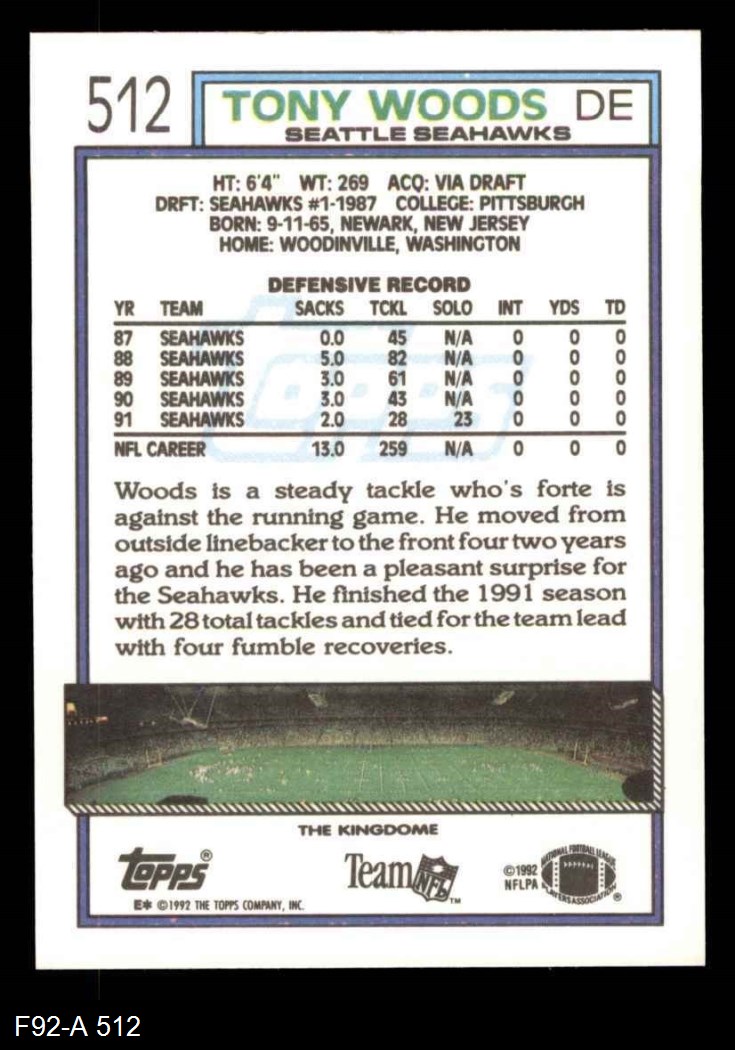 512 TONY WOODS DE
SEATTLE SEAHAWKS
HT: 6'4" WT: 269 ACQ: VIA DRAFT
DRFT: SEAHAWKS #1-1987 COLLEGE: PITTSBURGH
BORN: 9-11-65, NEWARK, NEW JERSEY
HOME: WOODINVILLE, WASHINGTON
DEFENSIVE RECORD
YR TEAM SACKS TCKL SOLO INT YDS TD
87 SEAHAWKS 0.0 45 N/A 0 0 0
88 SEAHAWKS 5.0 82 N/A 0 0 0
89 SEAHAWKS 3.0 61 N/A 0 0 0
90 SEAHAWKS 3.0 43 N/A 0 0 0
91 SEAHAWKS 2.0 28 23 0 0 0
NFL CAREER 13.0 259 N/A 0 0 0
Topps
Woods is a steady tackle who's forte is
against the running game. He moved from
outside linebacker to the front four two years
ago and he has been a pleasant surprise for
the Seahawks. He finished the 1991 season
with 28 total tackles and tied for the team lead
with four fumble recoveries.
THE KINGDOME
Topps®
E* ©1992 THE TOPPS COMPANY, INC.
Team NFL™
©1992
NFLPA
NATIONAL FOOTBALL LEAGUE
PLAYERS ASSOCIATION®
F92-A 512